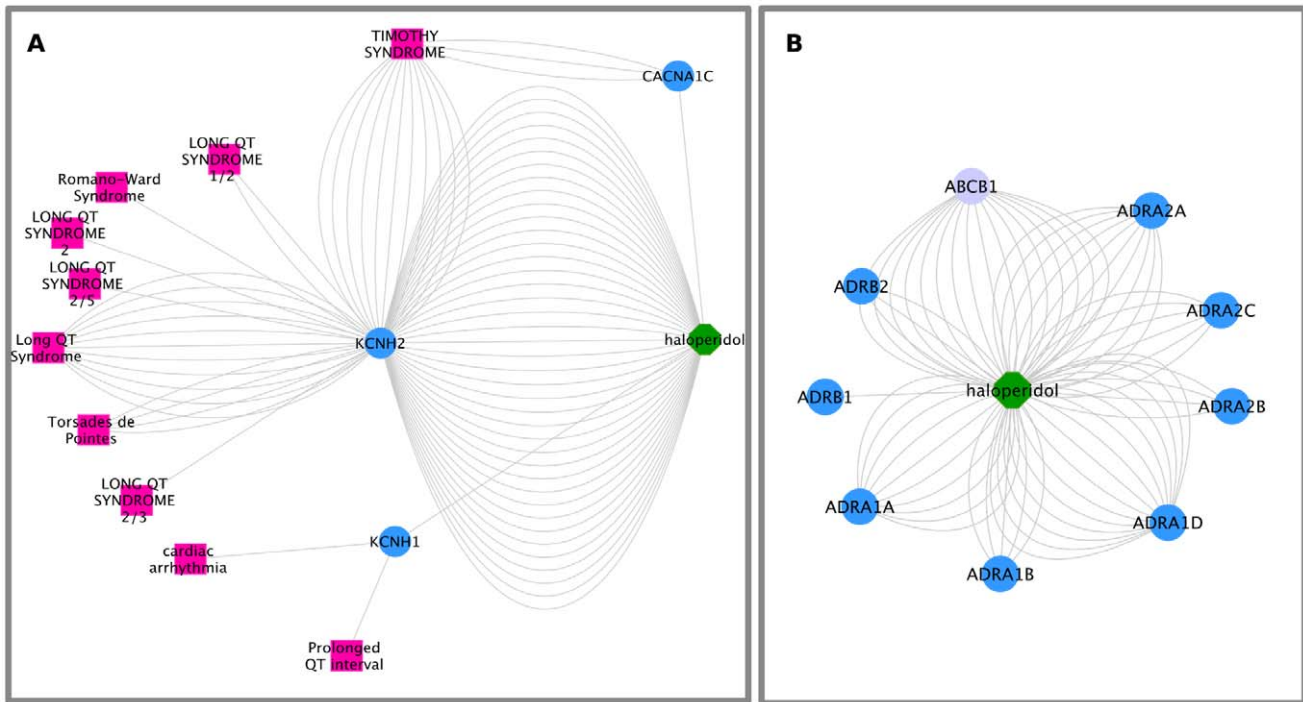 A
TIMOTHY
SYNDROME
CACNA1C
LONG QT
SYNDROME
1/2
Romano-Ward
Syndrome
LONG QT
SYNDROME
2
LONG QT
SYNDROME
2/5
Long QT
Syndrome
KCNH2
haloperidol
Torsades de
Pointes
LONG QT
SYNDROME
2/3
cardiac
arrhythmia
KCNH1
Prolonged
QT interval
B
ABCB1
ADRA2A
ADRB2
ADRA2C
haloperidol
ADRB1
ADRA2B
ADRA1A
ADRA1D
ADRA1B